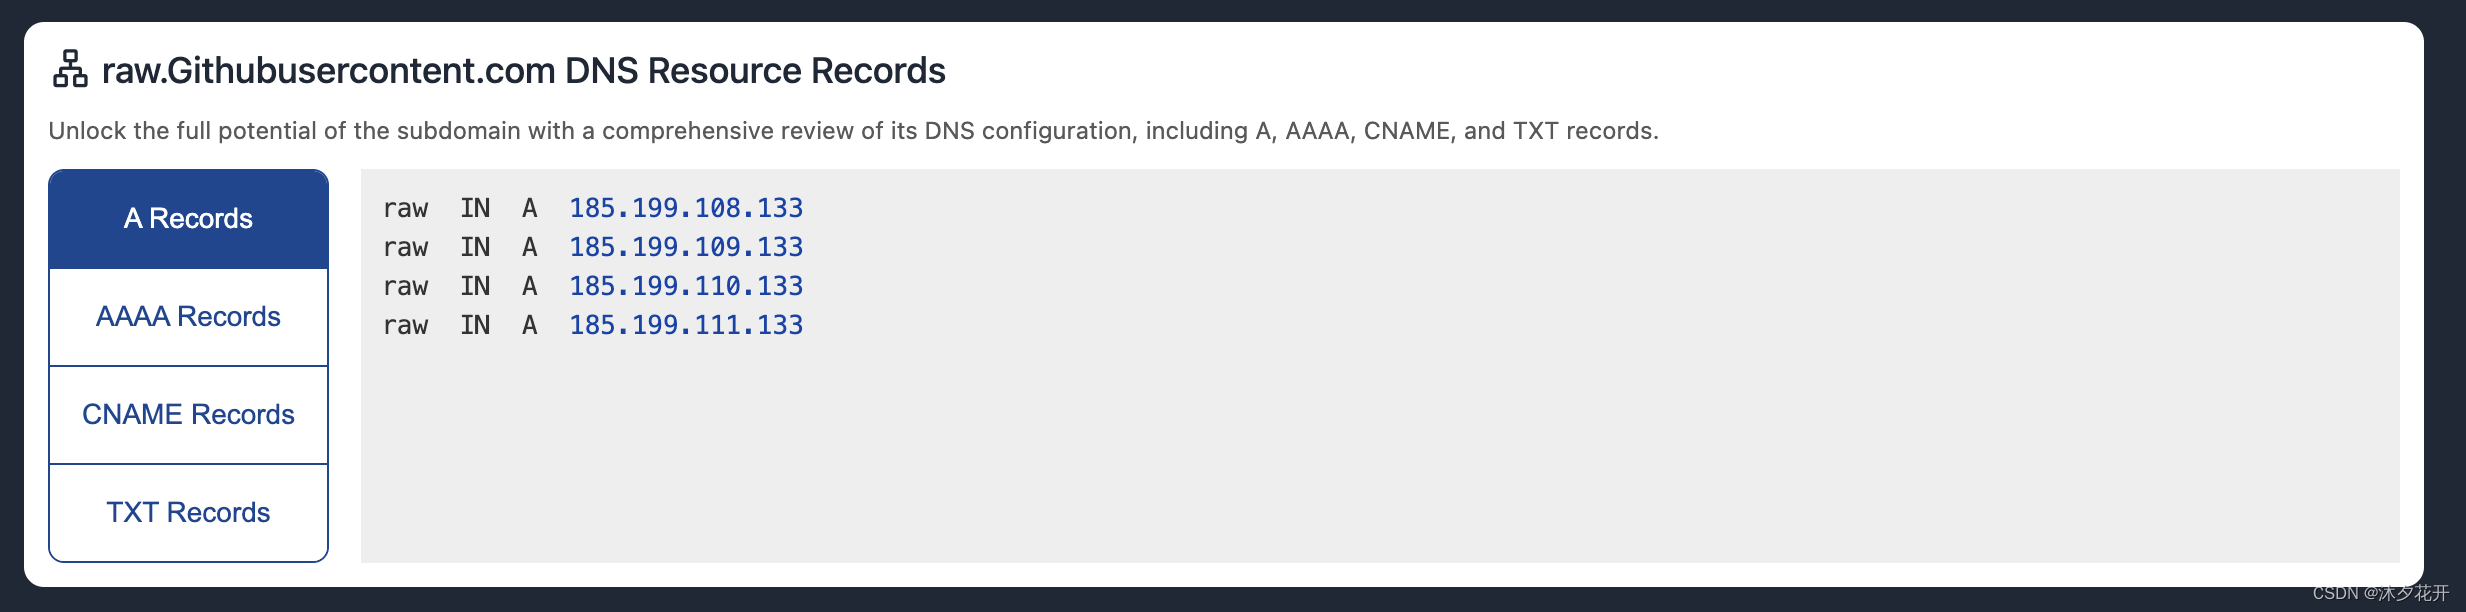 raw.Githubusercontent.com DNS Resource Records
Unlock the full potential of the subdomain with a comprehensive review of its DNS configuration, including A, AAAA, CNAME, and TXT records.
A Records
AAAA Records
CNAME Records
TXT Records
raw IN A 185.199.108.133
raw IN A 185.199.109.133
raw IN A 185.199.110.133
raw IN A 185.199.111.133
CSDN @沐夕花开